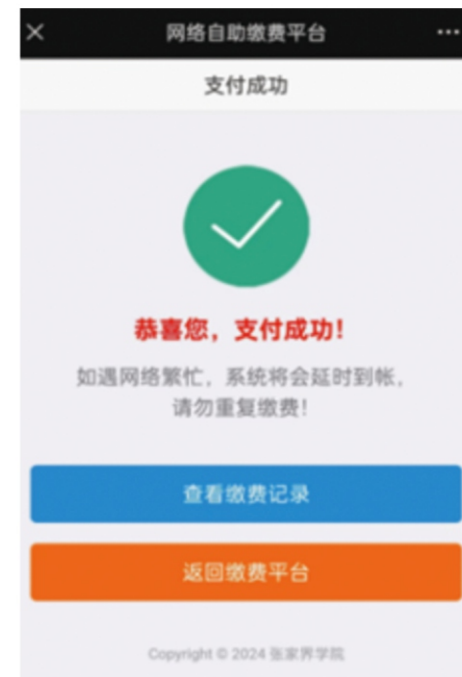 网络自助缴费平台
支付成功
恭喜您，支付成功！
如遇网络繁忙，系统将会延时到帐，
请勿重复缴费！
查看缴费记录
返回缴费平台
Copyright © 2024 张家界学院